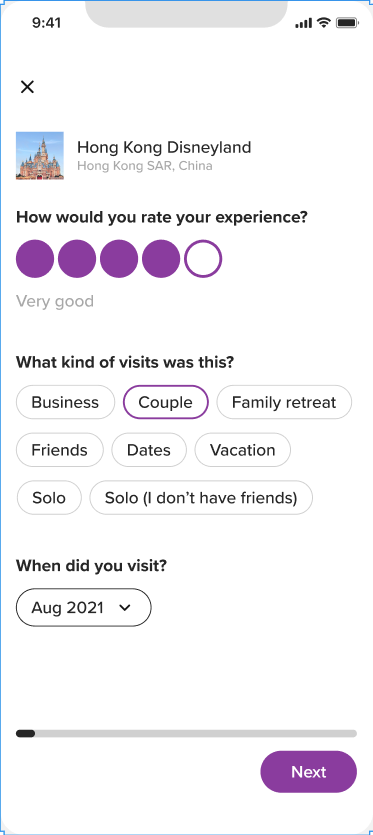 9:41
Hong Kong Disneyland
Hong Kong SAR, China
How would you rate your experience?
Very good
What kind of visits was this?
Business Couple Family retreat
Friends Dates Vacation
Solo Solo (I don’t have friends)
When did you visit?
Aug 2021
Next